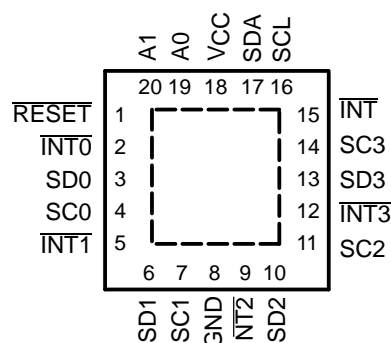 A1 A0 VCC SDA SCL
20 19 18 17 16
RESET 1 15 INT
INT0 2 14 SC3
SD0 3 13 SD3
SC0 4 12 INT3
INT1 5 11 SC2
6 7 8 9 10
SD1 SC1 GND INT2 SD2